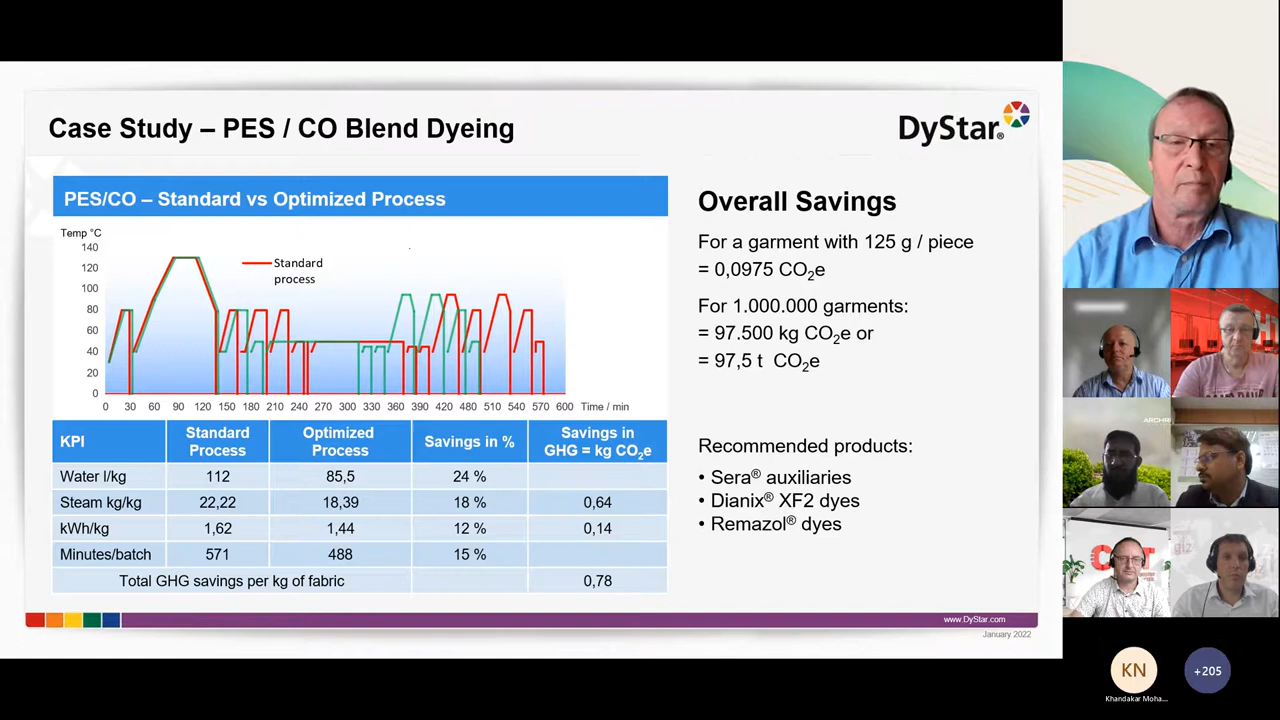 Case Study – PES / CO Blend Dyeing
DyStar®
PES/CO – Standard vs Optimized Process
Temp °C
140
120
100
80
60
40
20
0
Standard
process
0 30 60 90 120 150 180 210 240 270 300 330 360 390 420 450 480 510 540 570 600 Time / min
KPI Standard Process Optimized Process Savings in % Savings in GHG = kg CO2e
Water l/kg 112 85,5 24 %
Steam kg/kg 22,22 18,39 18 % 0,64
kWh/kg 1,62 1,44 12 % 0,14
Minutes/batch 571 488 15 %
Total GHG savings per kg of fabric 0,78
Overall Savings
For a garment with 125 g / piece
= 0,0975 CO2e
For 1.000.000 garments:
= 97.500 kg CO2e or
= 97,5 t CO2e
Recommended products:
• Sera® auxiliaries
• Dianix® XF2 dyes
• Remazol® dyes
www.DyStar.com
January 2022
giz
KN
+205
Khandakar Moha...